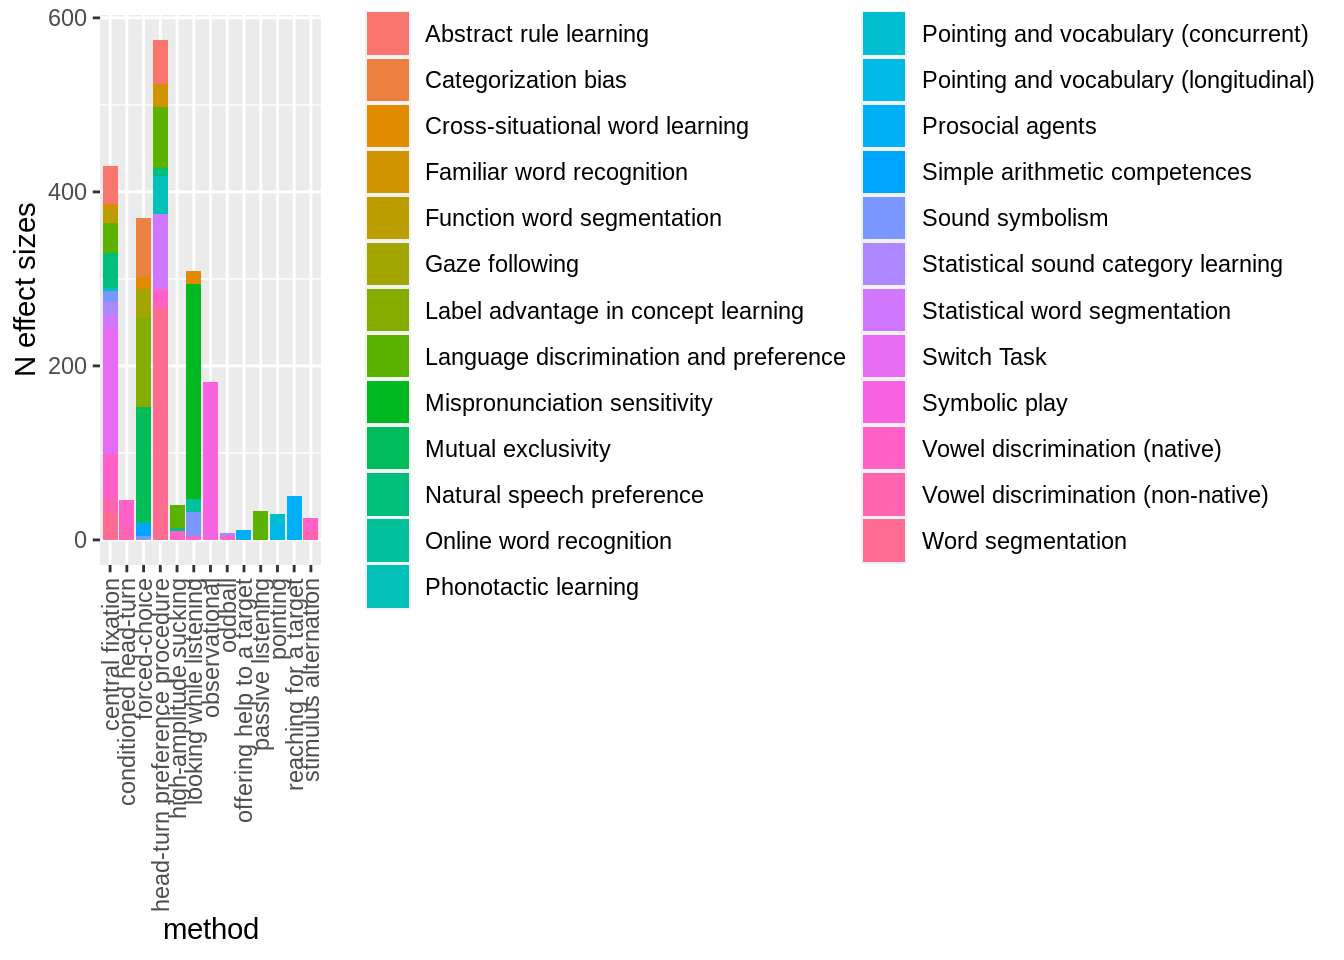 600
400
200
0
N effect sizes
central fixation
conditioned head-turn
forced-choice
head-turn preference procedure
high-amplitude sucking
looking while listening
observational
oddball
offering help to a target
passive listening
pointing
reaching for a target
stimulus alternation
method
Abstract rule learning
Categorization bias
Cross-situational word learning
Familiar word recognition
Function word segmentation
Gaze following
Label advantage in concept learning
Language discrimination and preference
Mispronunciation sensitivity
Mutual exclusivity
Natural speech preference
Online word recognition
Phonotactic learning
Pointing and vocabulary (concurrent)
Pointing and vocabulary (longitudinal)
Prosocial agents
Simple arithmetic competences
Sound symbolism
Statistical sound category learning
Statistical word segmentation
Switch Task
Symbolic play
Vowel discrimination (native)
Vowel discrimination (non-native)
Word segmentation